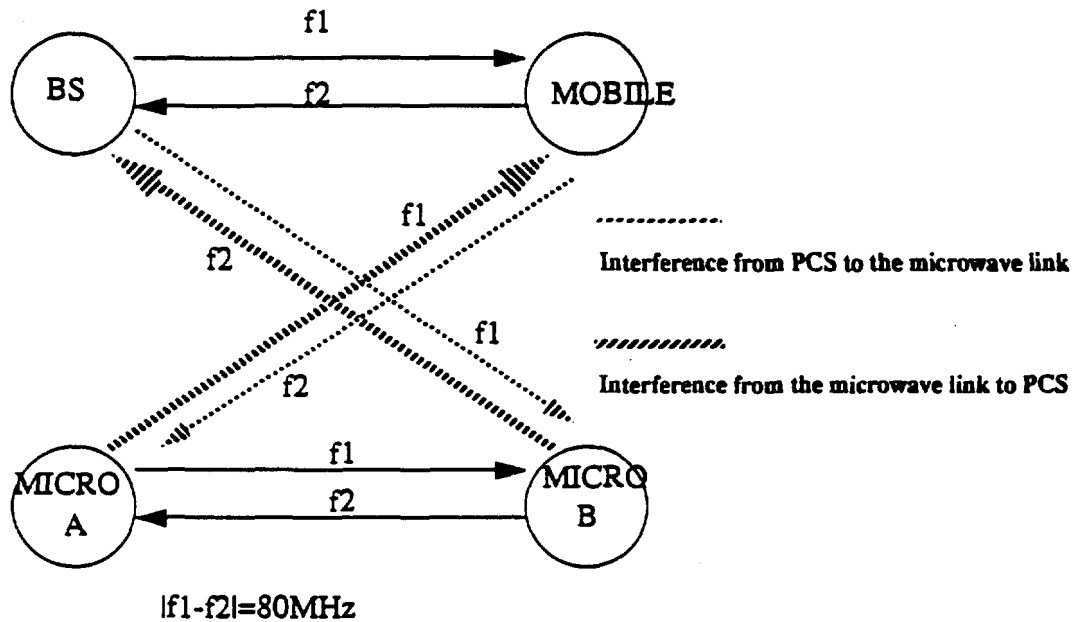 f1
BS
f2
MOBILE
f1
f2
Interference from PCS to the microwave link
f1
f2
Interference from the microwave link to PCS
MICRO
A
f1
f2
MICRO
B
|f1-f2|=80MHz